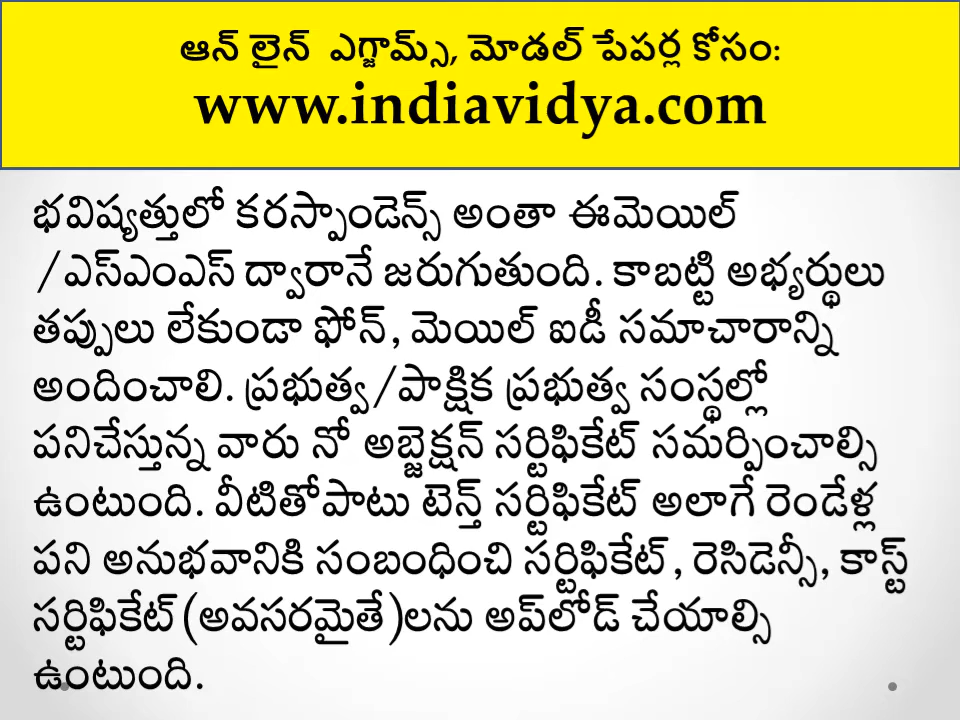 ఆన్ లైన్ ఎగ్జామ్స్, మోడల్ పేపర్ల కోసం:
www.indiavidya.com
భవిష్యత్తులో కరస్పాండెన్స్ అంతా ఈమెయిల్
/ఎస్ఎంఎస్ ద్వారానే జరుగుతుంది. కాబట్టి అభ్యర్థులు
తప్పులు లేకుండా ఫోన్, మెయిల్ ఐడీ సమాచారాన్ని
అందించాలి. ప్రభుత్వ/పాక్షిక ప్రభుత్వ సంస్థల్లో
పనిచేస్తున్న వారు నో అబ్జెక్షన్ సర్టిఫికేట్ సమర్పించాల్సి
ఉంటుంది. వీటితోపాటు టెన్త్ సర్టిఫికేట్ అలాగే రెండేళ్ల
పని అనుభవానికి సంబంధించి సర్టిఫికేట్, రెసిడెన్సీ, కాస్ట్
సర్టిఫికేట్(అవసరమైతే)లను అప్‌లోడ్ చేయాల్సి
ఉంటుంది.